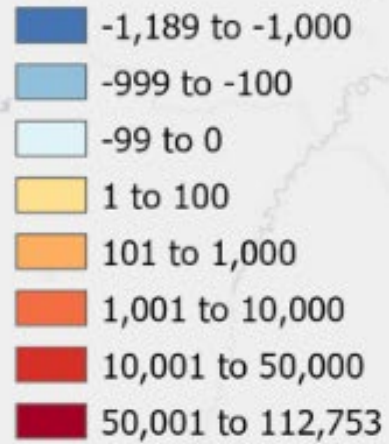 -1,189 to -1,000
-999 to -100
-99 to 0
1 to 100
101 to 1,000
1,001 to 10,000
10,001 to 50,000
50,001 to 112,753